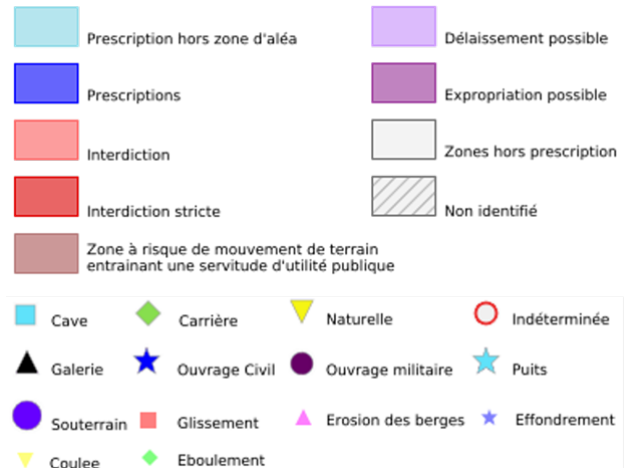 Prescription hors zone d'aléa
Délaissement possible
Prescriptions
Expropriation possible
Interdiction
Zones hors prescription
Interdiction stricte
Non identifié
Zone à risque de mouvement de terrain
entrainant une servitude d'utilité publique
Cave
Carrière
Naturelle
Indéterminée
Galerie
Ouvrage Civil
Ouvrage militaire
Puits
Souterrain
Glissement
Erosion des berges
Effondrement
Coulee
Eboulement